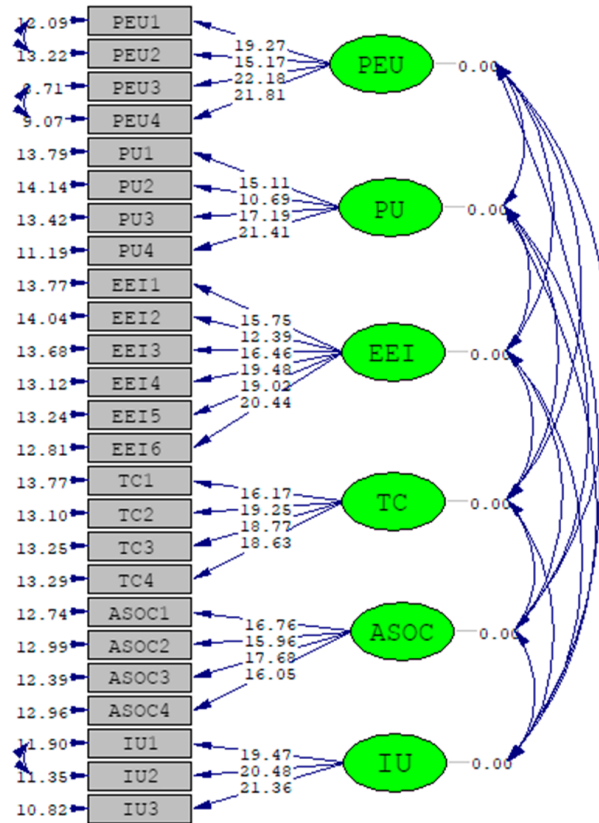 12.09 PEU1
13.22 PEU2
PEU3
9.07 PEU4
19.27
15.17
22.18
21.81
PEU 0.00
13.79 PU1
14.14 PU2
13.42 PU3
11.19 PU4
15.11
10.69
17.19
21.41
PU 0.00
13.77 EEI1
14.04 EEI2
13.68 EEI3
13.12 EEI4
13.24 EEI5
12.81 EEI6
15.75
12.39
16.46
19.48
19.02
20.44
EEI 0.00
13.77 TC1
13.10 TC2
13.25 TC3
13.29 TC4
16.17
19.25
18.77
18.63
TC 0.00
12.74 ASOC1
12.99 ASOC2
12.39 ASOC3
12.96 ASOC4
16.76
15.96
17.68
16.05
ASOC 0.00
11.90 IU1
11.35 IU2
10.82 IU3
19.47
20.48
21.36
IU 0.00